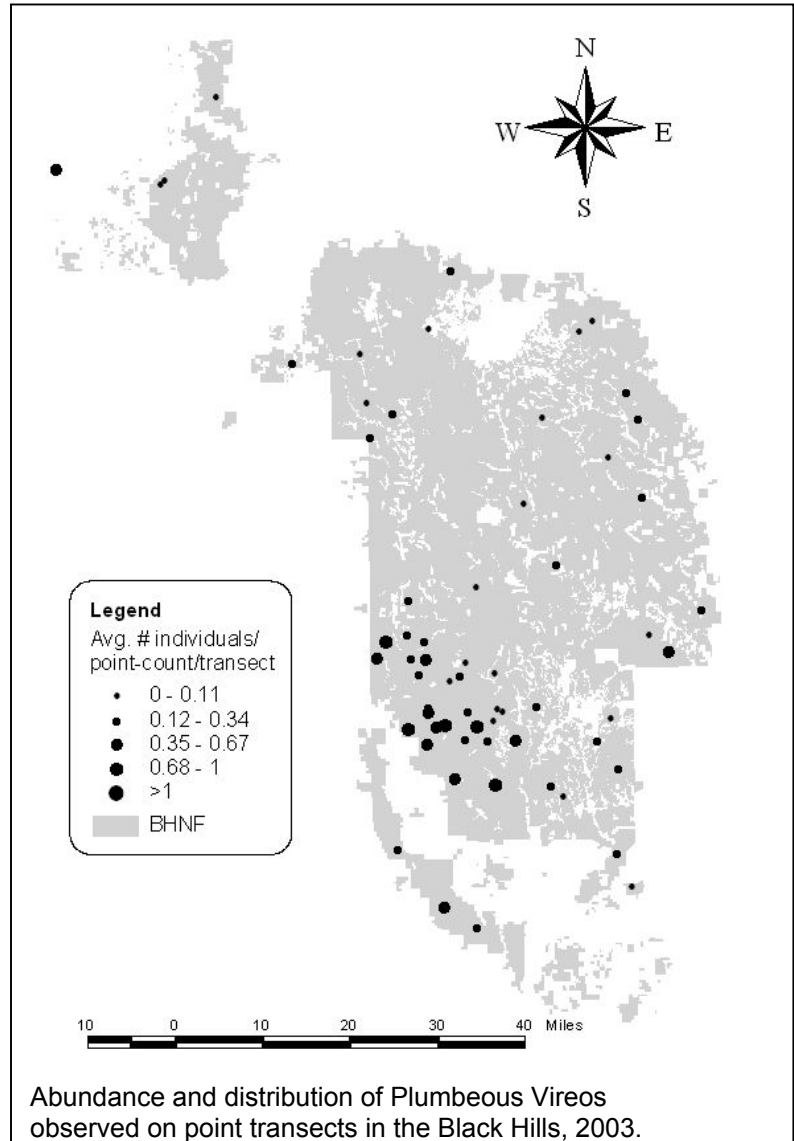 N
W E
S
Legend
Avg. # individuals/
point-count/transect
0 - 0.11
0.12 - 0.34
0.35 - 0.67
0.68 - 1
>1
BHNF
10 0 10 20 30 40 Miles
Abundance and distribution of Plumbeous Vireos
observed on point transects in the Black Hills, 2003.